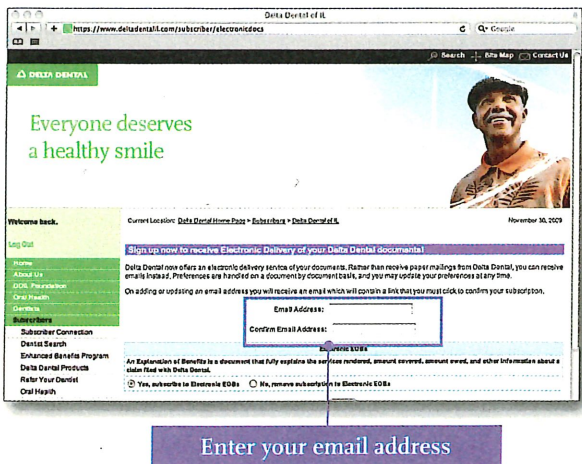 Delta Dental of IL
https://www.deltadentalil.com/subscriber/electronicdocs
Google
Search Site Map Contact Us
DELTA DENTAL
Everyone deserves
a healthy smile
Welcome back.
Current Location: Delta Dental Home Page > Subscribers > Delta Dental of IL
November 30, 2009
Log Out
Sign up now to receive Electronic Delivery of your Delta Dental documents!
Home
About Us
DDIL Foundation
Oral Health
Dentists
Subscribers
Subscriber Connection
Dentist Search
Enhanced Benefits Program
Delta Dental Products
Refer Your Dentist
Oral Health
Delta Dental now offers an electronic delivery service of your documents. Rather than receive paper mailings from Delta Dental, you can receive
emails instead. Preferences are handled on a document by document basis, and you may update your preferences at any time.
On adding or updating an email address you will receive an email which will contain a link that you must click to confirm your subscription.
Email Address:
Confirm Email Address:
Electronic EOBs
An Explanation of Benefits is a document that fully explains the services rendered, amount covered, amount owed, and other information about a
claim filed with Delta Dental.
Yes, subscribe to Electronic EOBs No, remove subscription to Electronic EOBs
Enter your email address